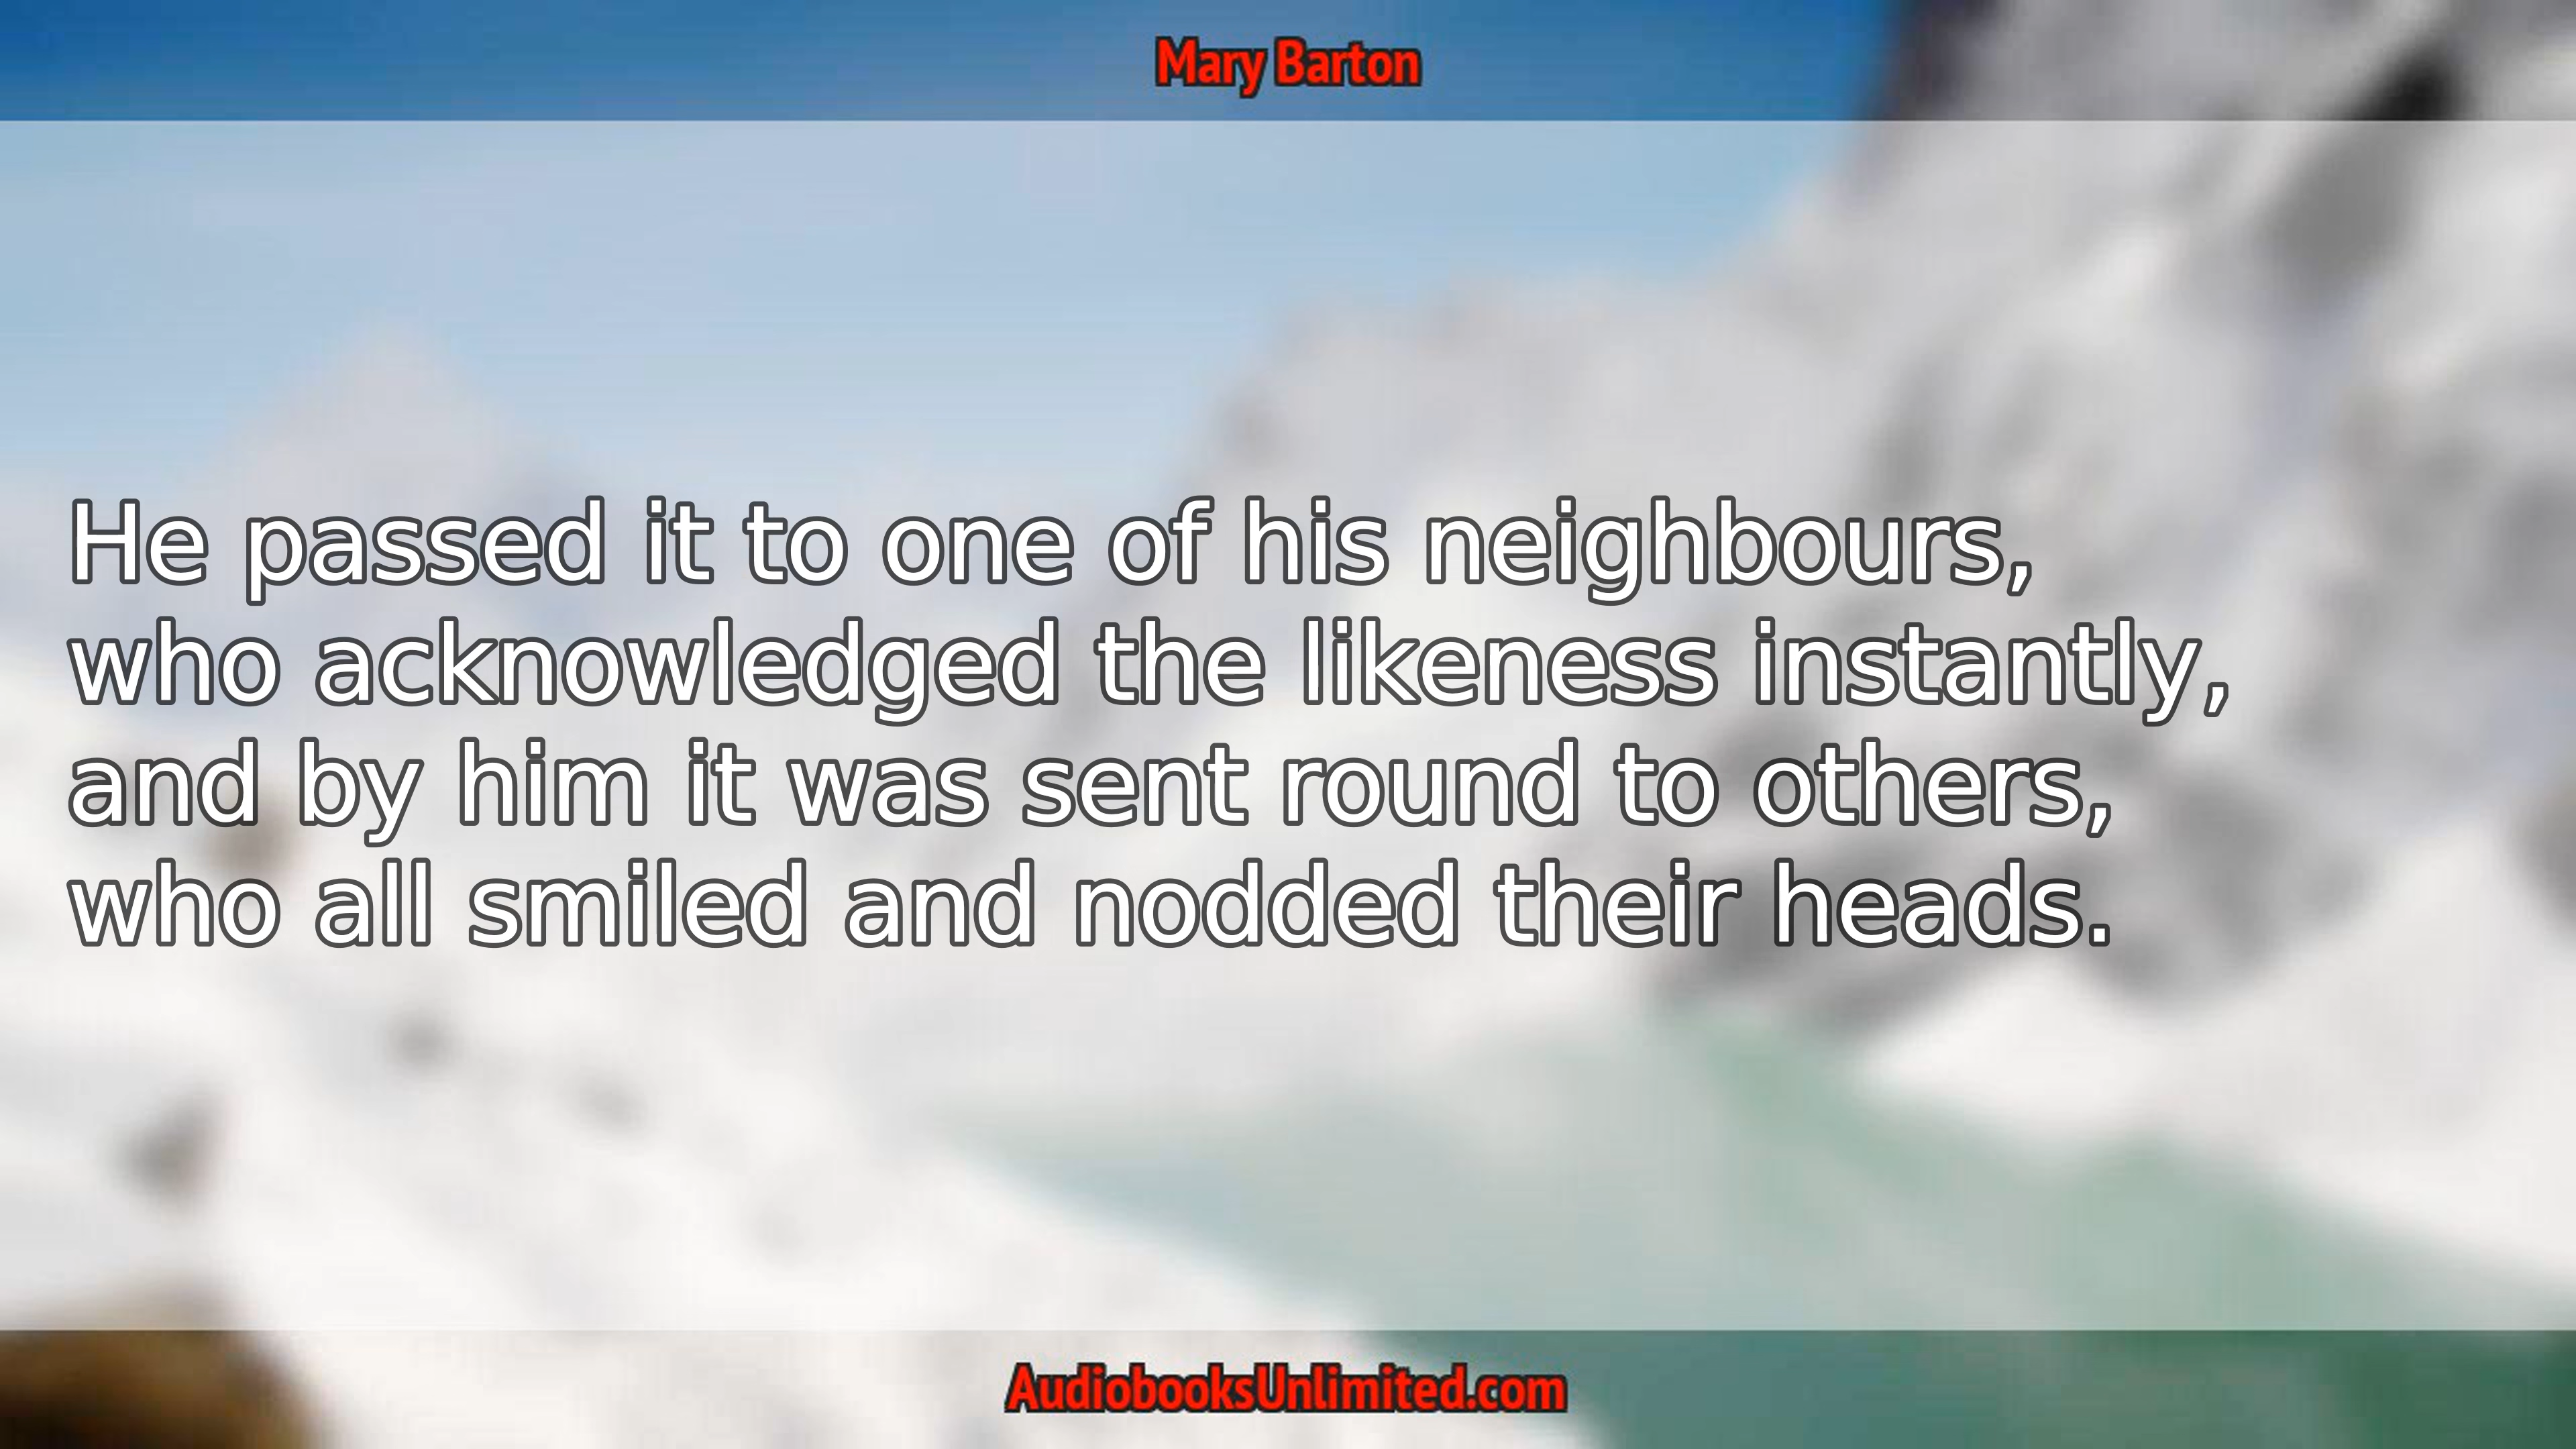 Mary Barton
He passed it to one of his neighbours,
who acknowledged the likeness instantly,
and by him it was sent round to others,
who all smiled and nodded their heads.
AudiobooksUnlimited.com